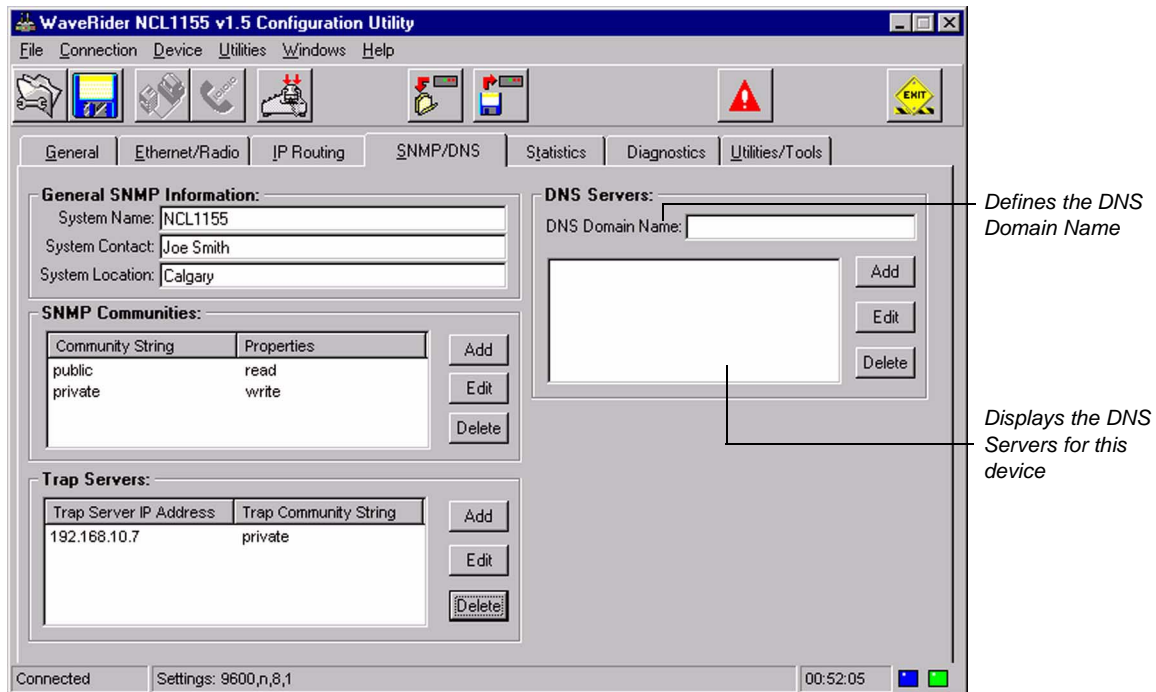 WaveRider NCL1155 v1.5 Configuration Utility
File Connection Device Utilities Windows Help
EXIT
General Ethernet/Radio IP Routing SNMP/DNS Statistics Diagnostics Utilities/Tools
General SNMP Information:
System Name: NCL1155
System Contact: Joe Smith
System Location: Calgary
SNMP Communities:
Community String Properties
public read
private write
Add
Edit
Delete
Trap Servers:
Trap Server IP Address Trap Community String
192.168.10.7 private
Add
Edit
Delete
DNS Servers:
DNS Domain Name:
Add
Edit
Delete
Defines the DNS
Domain Name
Displays the DNS
Servers for this
device
Connected Settings: 9600,n,8,1 00:52:05